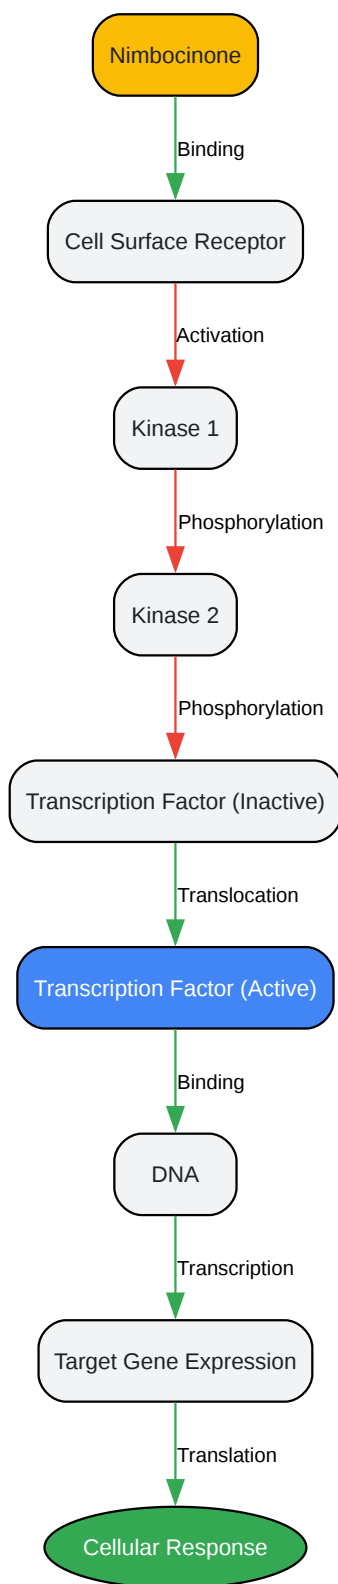 Nimbocinone
Binding
Cell Surface Receptor
Activation
Kinase 1
Phosphorylation
Kinase 2
Phosphorylation
Transcription Factor (Inactive)
Translocation
Transcription Factor (Active)
Binding
DNA
Transcription
Target Gene Expression
Translation
Cellular Response